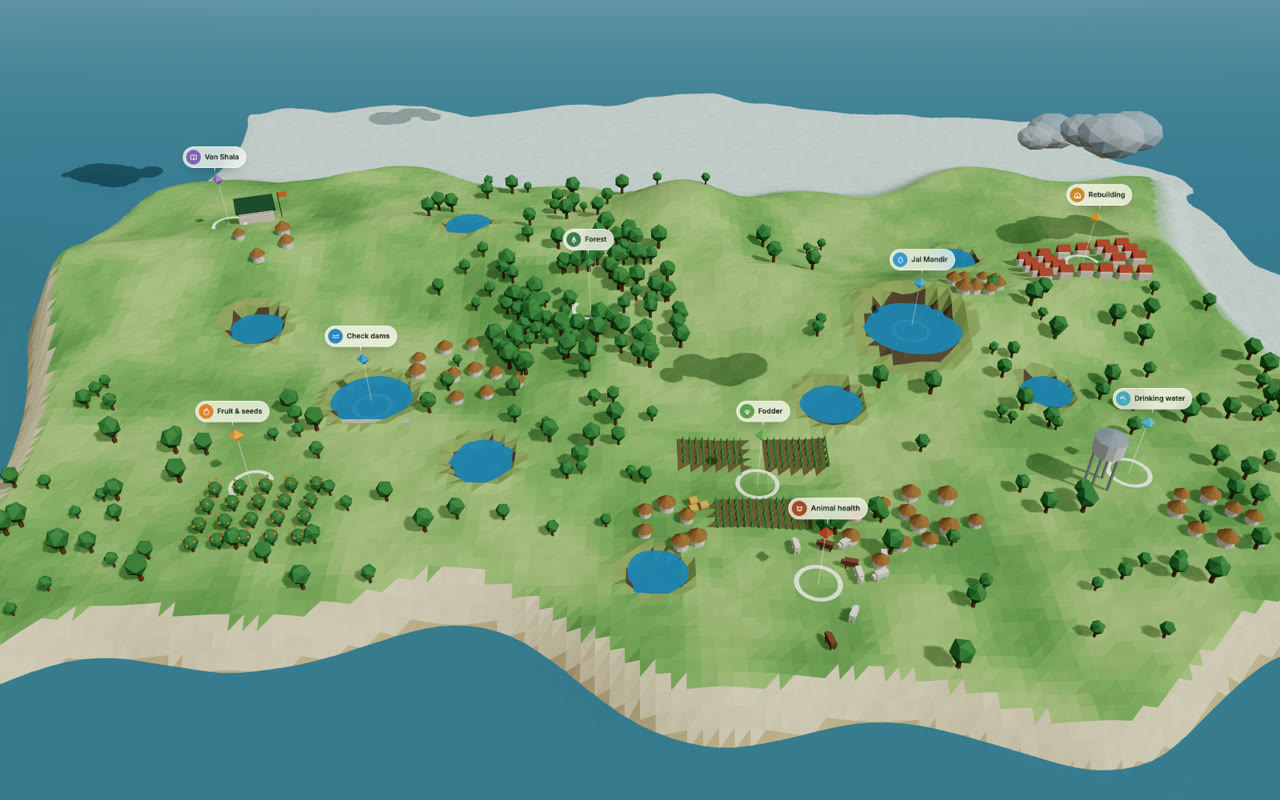 Van Shala
Rebuilding
Forest
Jal Mandir
Check dams
Drinking water
Fruit & seeds
Fodder
Animal health